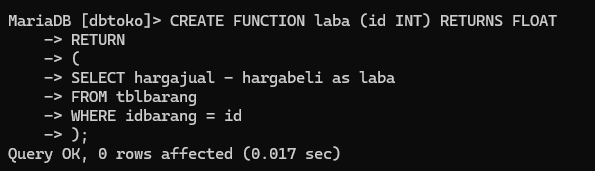 MariaDB [dbtoko]> CREATE FUNCTION laba (id INT) RETURNS FLOAT
    -> RETURN
    -> (
    -> SELECT hargajual - hargabeli as laba
    -> FROM tblbarang
    -> WHERE idbarang = id
    -> );
Query OK, 0 rows affected (0.017 sec)